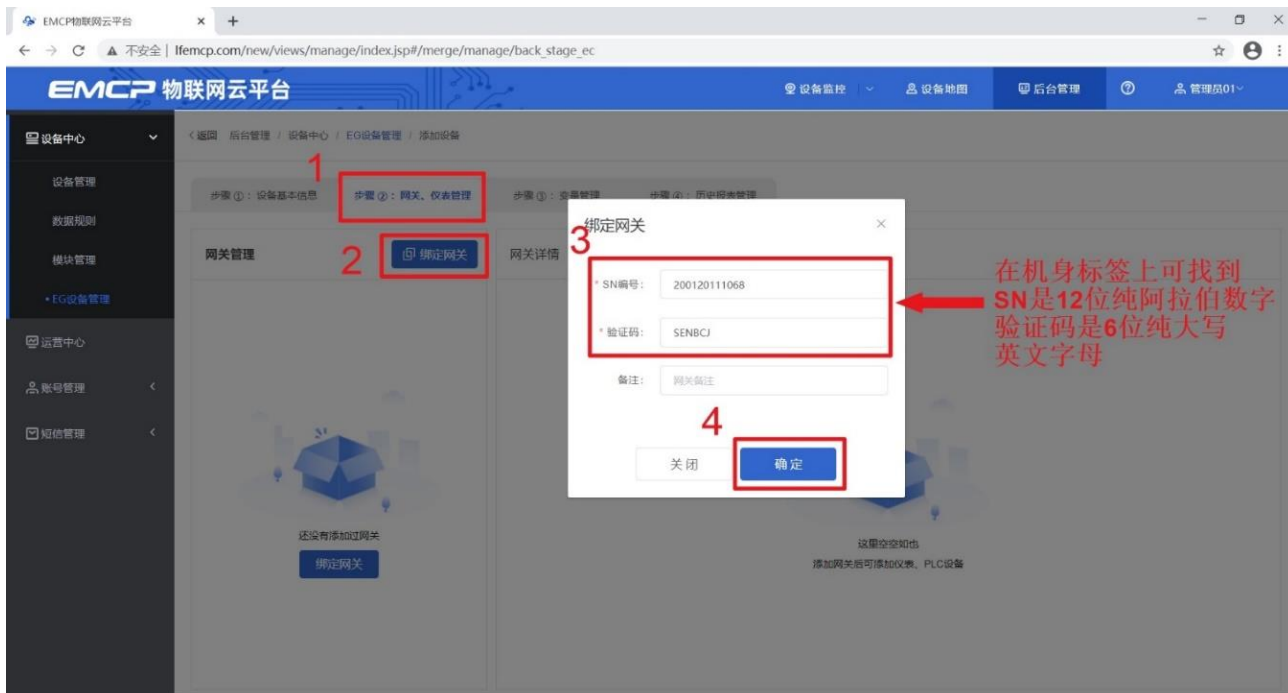 EMCP物联网云平台
不安全 | lfemcp.com/new/views/manage/index.jsp#/merge/manage/back_stage_ec
EMCP 物联网云平台
设备监控
设备地图
后台管理
管理员01
设备中心
<返回 后台管理 / 设备中心 / EG设备管理 / 添加设备
设备管理
数据规则
模块管理
•EG设备管理
运营中心
账号管理
短信管理
1
步骤①：设备基本信息
步骤②：网关、仪表管理
步骤③：变量管理
步骤④：历史报表管理
网关管理
2
绑定网关
网关详情
绑定网关
3
* SN编号： 200120111068
* 验证码： SENBCJ
备注： 网关备注
4
关闭
确定
在机身标签上可找到
SN是12位纯阿拉伯数字
验证码是6位纯大写
英文字母
还没有添加过网关
绑定网关
这里空空如也
添加网关后可添加仪表、PLC设备